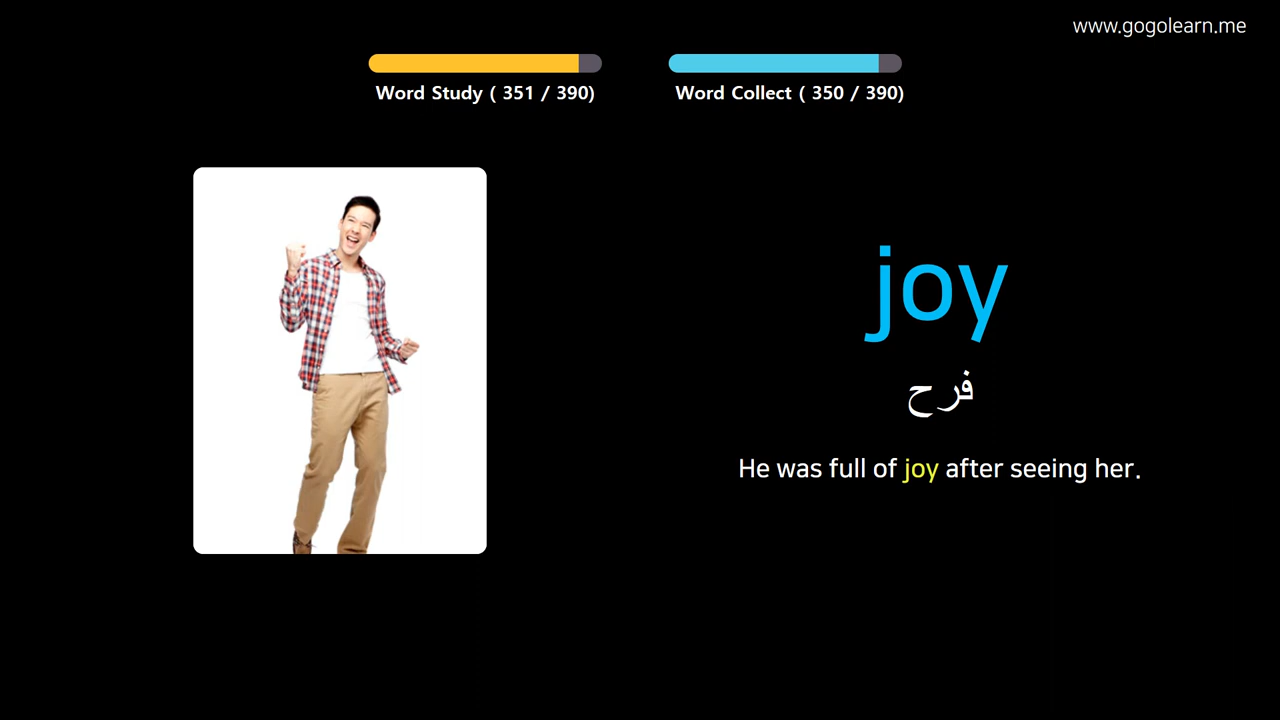 www.gogolearn.me
Word Study ( 351 / 390)
Word Collect ( 350 / 390)
joy
فرح
He was full of joy after seeing her.